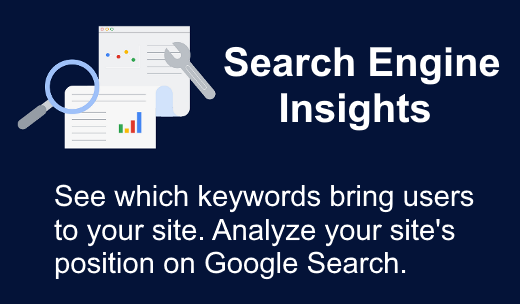 Search Engine
Insights
See which keywords bring users
to your site. Analyze your site's
position on Google Search.